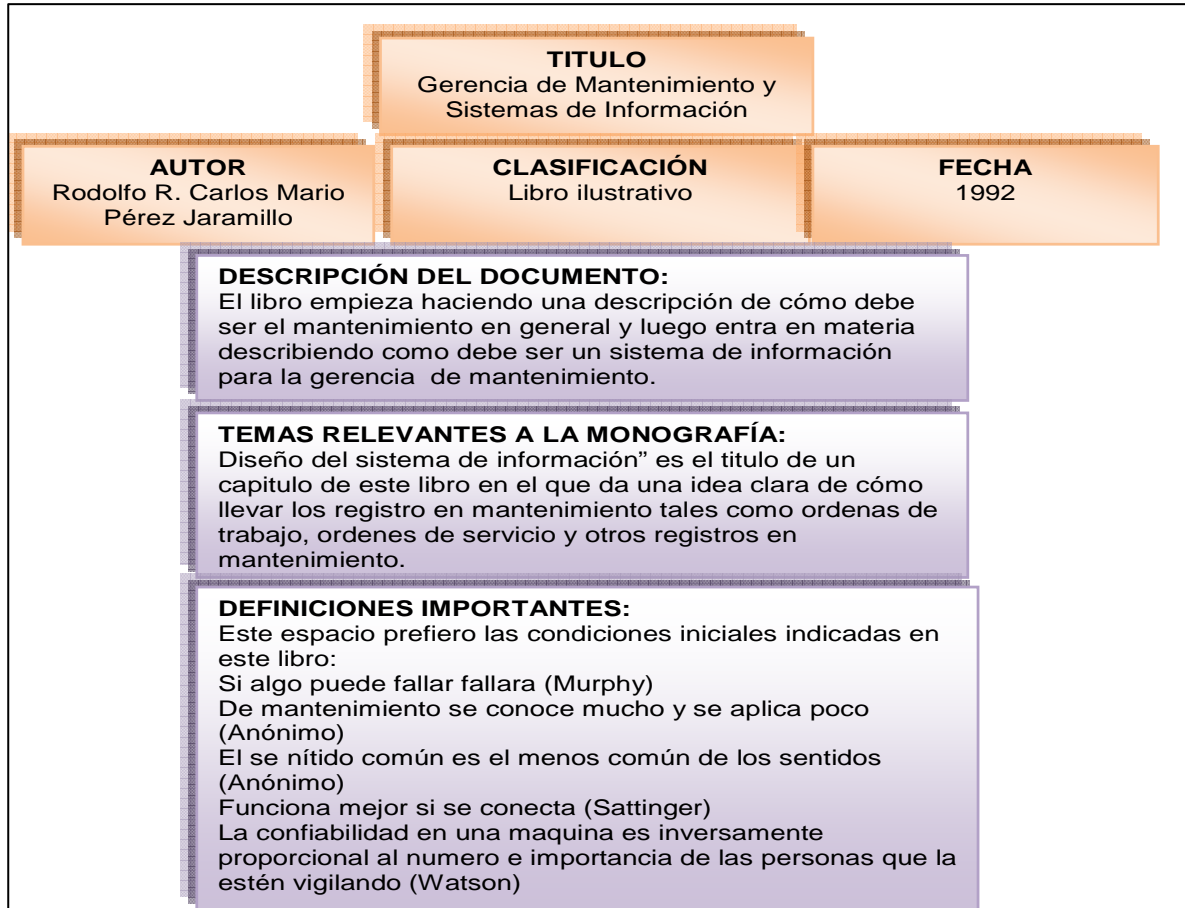 TITULO
Gerencia de Mantenimiento y
Sistemas de Información
AUTOR
Rodolfo R. Carlos Mario
Pérez Jaramillo
CLASIFICACIÓN
Libro ilustrativo
FECHA
1992
DESCRIPCIÓN DEL DOCUMENTO:
El libro empieza haciendo una descripción de cómo debe
ser el mantenimiento en general y luego entra en materia
describiendo como debe ser un sistema de información
para la gerencia de mantenimiento.
TEMAS RELEVANTES A LA MONOGRAFÍA:
Diseño del sistema de información” es el titulo de un
capitulo de este libro en el que da una idea clara de cómo
llevar los registro en mantenimiento tales como ordenas de
trabajo, ordenes de servicio y otros registros en
mantenimiento.
DEFINICIONES IMPORTANTES:
Este espacio prefiero las condiciones iniciales indicadas en
este libro:
Si algo puede fallar fallara (Murphy)
De mantenimiento se conoce mucho y se aplica poco
(Anónimo)
El se nítido común es el menos común de los sentidos
(Anónimo)
Funciona mejor si se conecta (Sattinger)
La confiabilidad en una maquina es inversamente
proporcional al numero e importancia de las personas que la
estén vigilando (Watson)